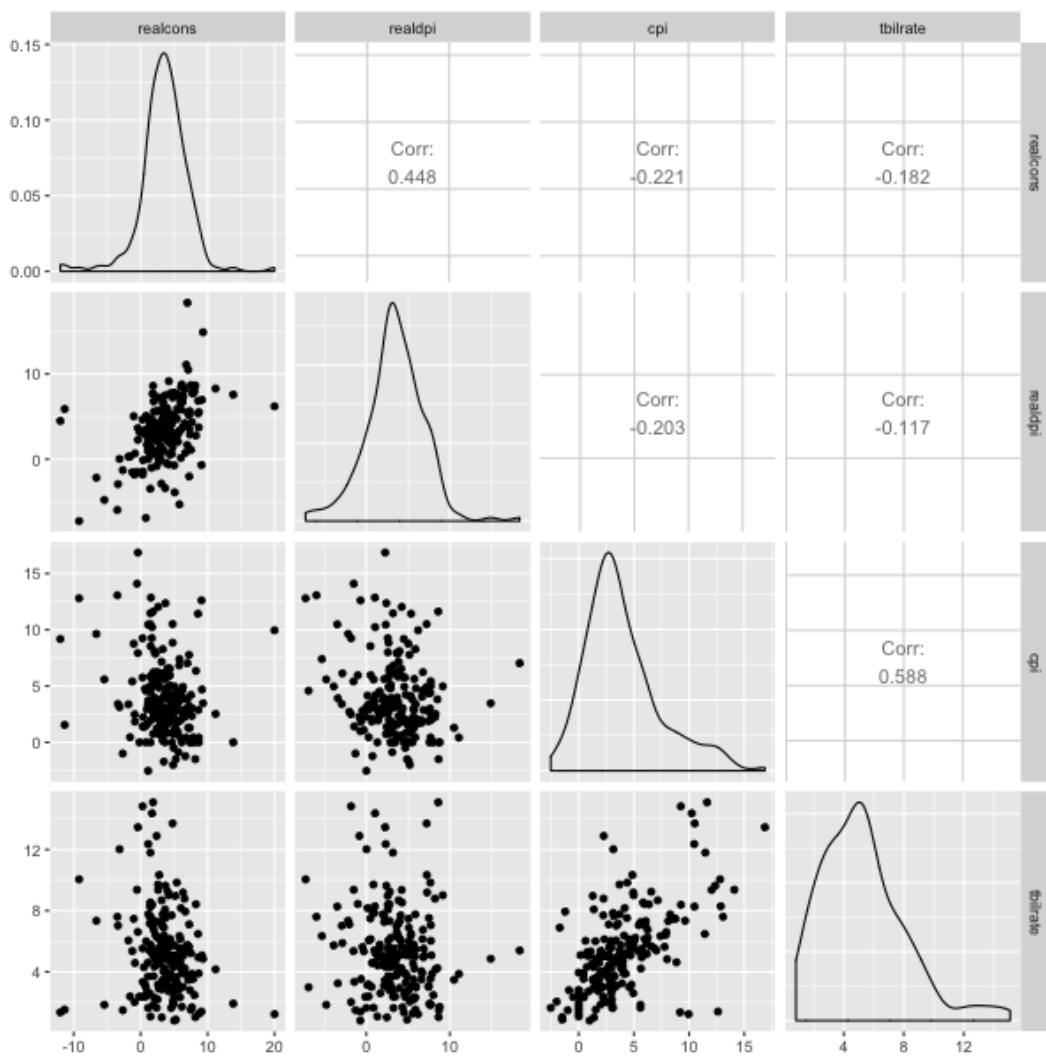 realcons
realdpi
cpi
tbilrate
0.15
0.10
0.05
0.00
Corr:
0.448
Corr:
-0.221
Corr:
-0.182
realcons
10
0
Corr:
-0.203
Corr:
-0.117
realdpi
15
10
5
0
Corr:
0.588
cpi
12
8
4
tbilrate
-10
0
10
20
0
10
0
5
10
15
4
8
12